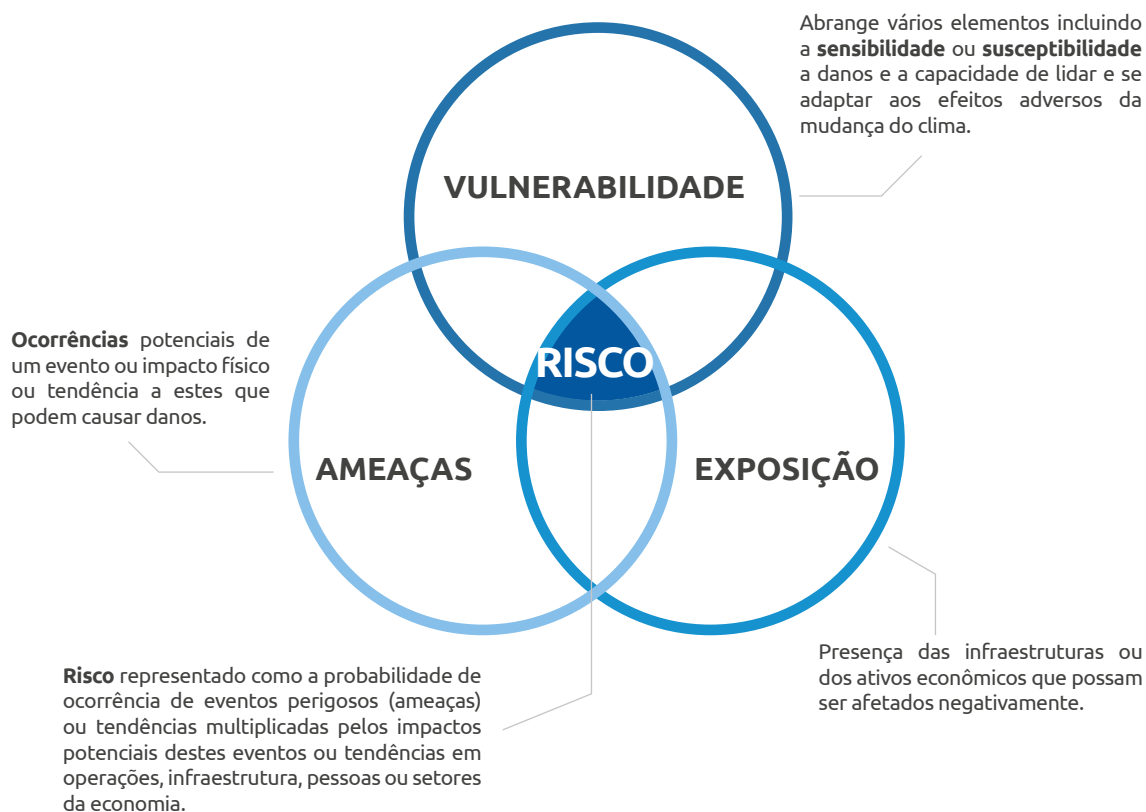 Abrange vários elementos incluindo
a sensibilidade ou susceptibilidade
a danos e a capacidade de lidar e se
adaptar aos efeitos adversos da
mudança do clima.
VULNERABILIDADE
Ocorrências potenciais de
um evento ou impacto físico
ou tendência a estes que
podem causar danos.
RISCO
AMEAÇAS
EXPOSIÇÃO
Presença das infraestruturas ou
dos ativos econômicos que possam
ser afetados negativamente.
Risco representado como a probabilidade de
ocorrência de eventos perigosos (ameaças)
ou tendências multiplicadas pelos impactos
potenciais destes eventos ou tendências em
operações, infraestrutura, pessoas ou setores
da economia.